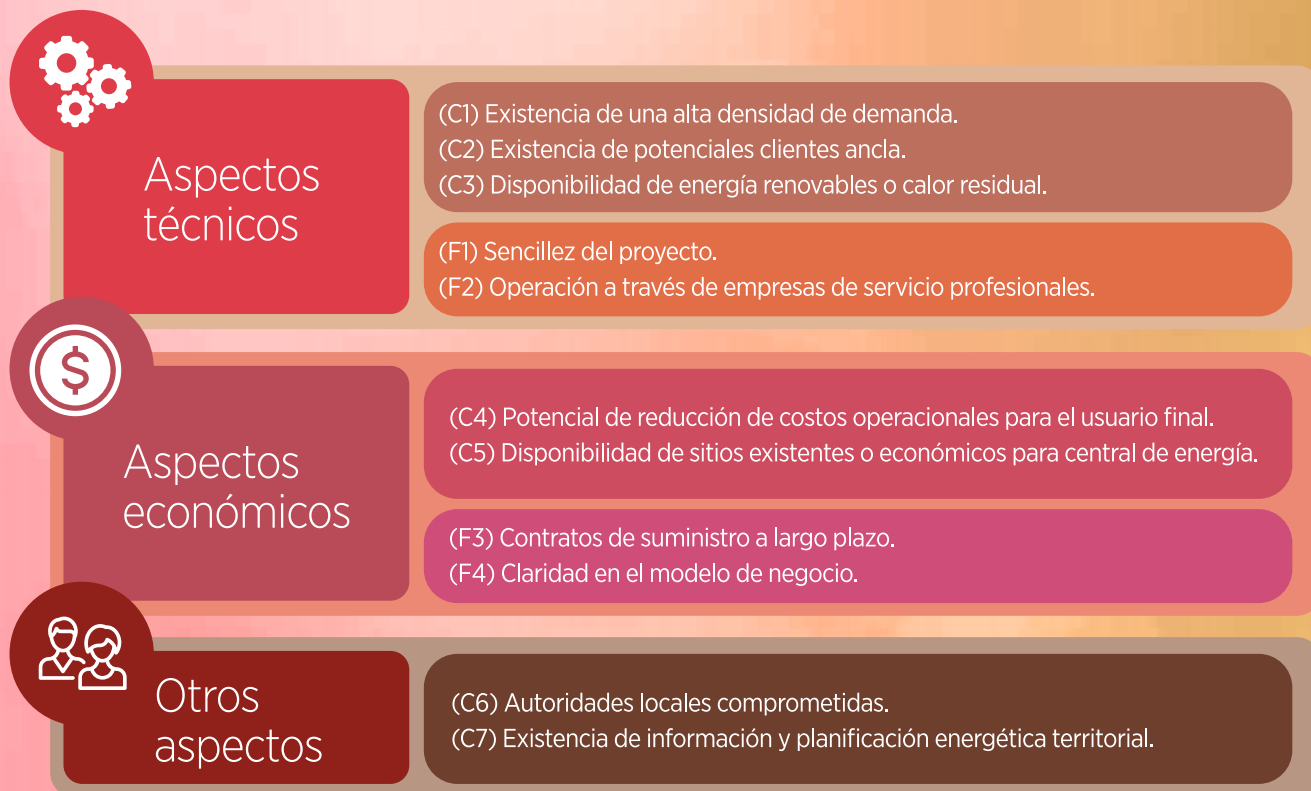 Aspectos
técnicos
(C1) Existencia de una alta densidad de demanda.
(C2) Existencia de potenciales clientes ancla.
(C3) Disponibilidad de energía renovables o calor residual.
(F1) Sencillez del proyecto.
(F2) Operación a través de empresas de servicio profesionales.
$
Aspectos
económicos
(C4) Potencial de reducción de costos operacionales para el usuario final.
(C5) Disponibilidad de sitios existentes o económicos para central de energía.
(F3) Contratos de suministro a largo plazo.
(F4) Claridad en el modelo de negocio.
Otros
aspectos
(C6) Autoridades locales comprometidas.
(C7) Existencia de información y planificación energética territorial.